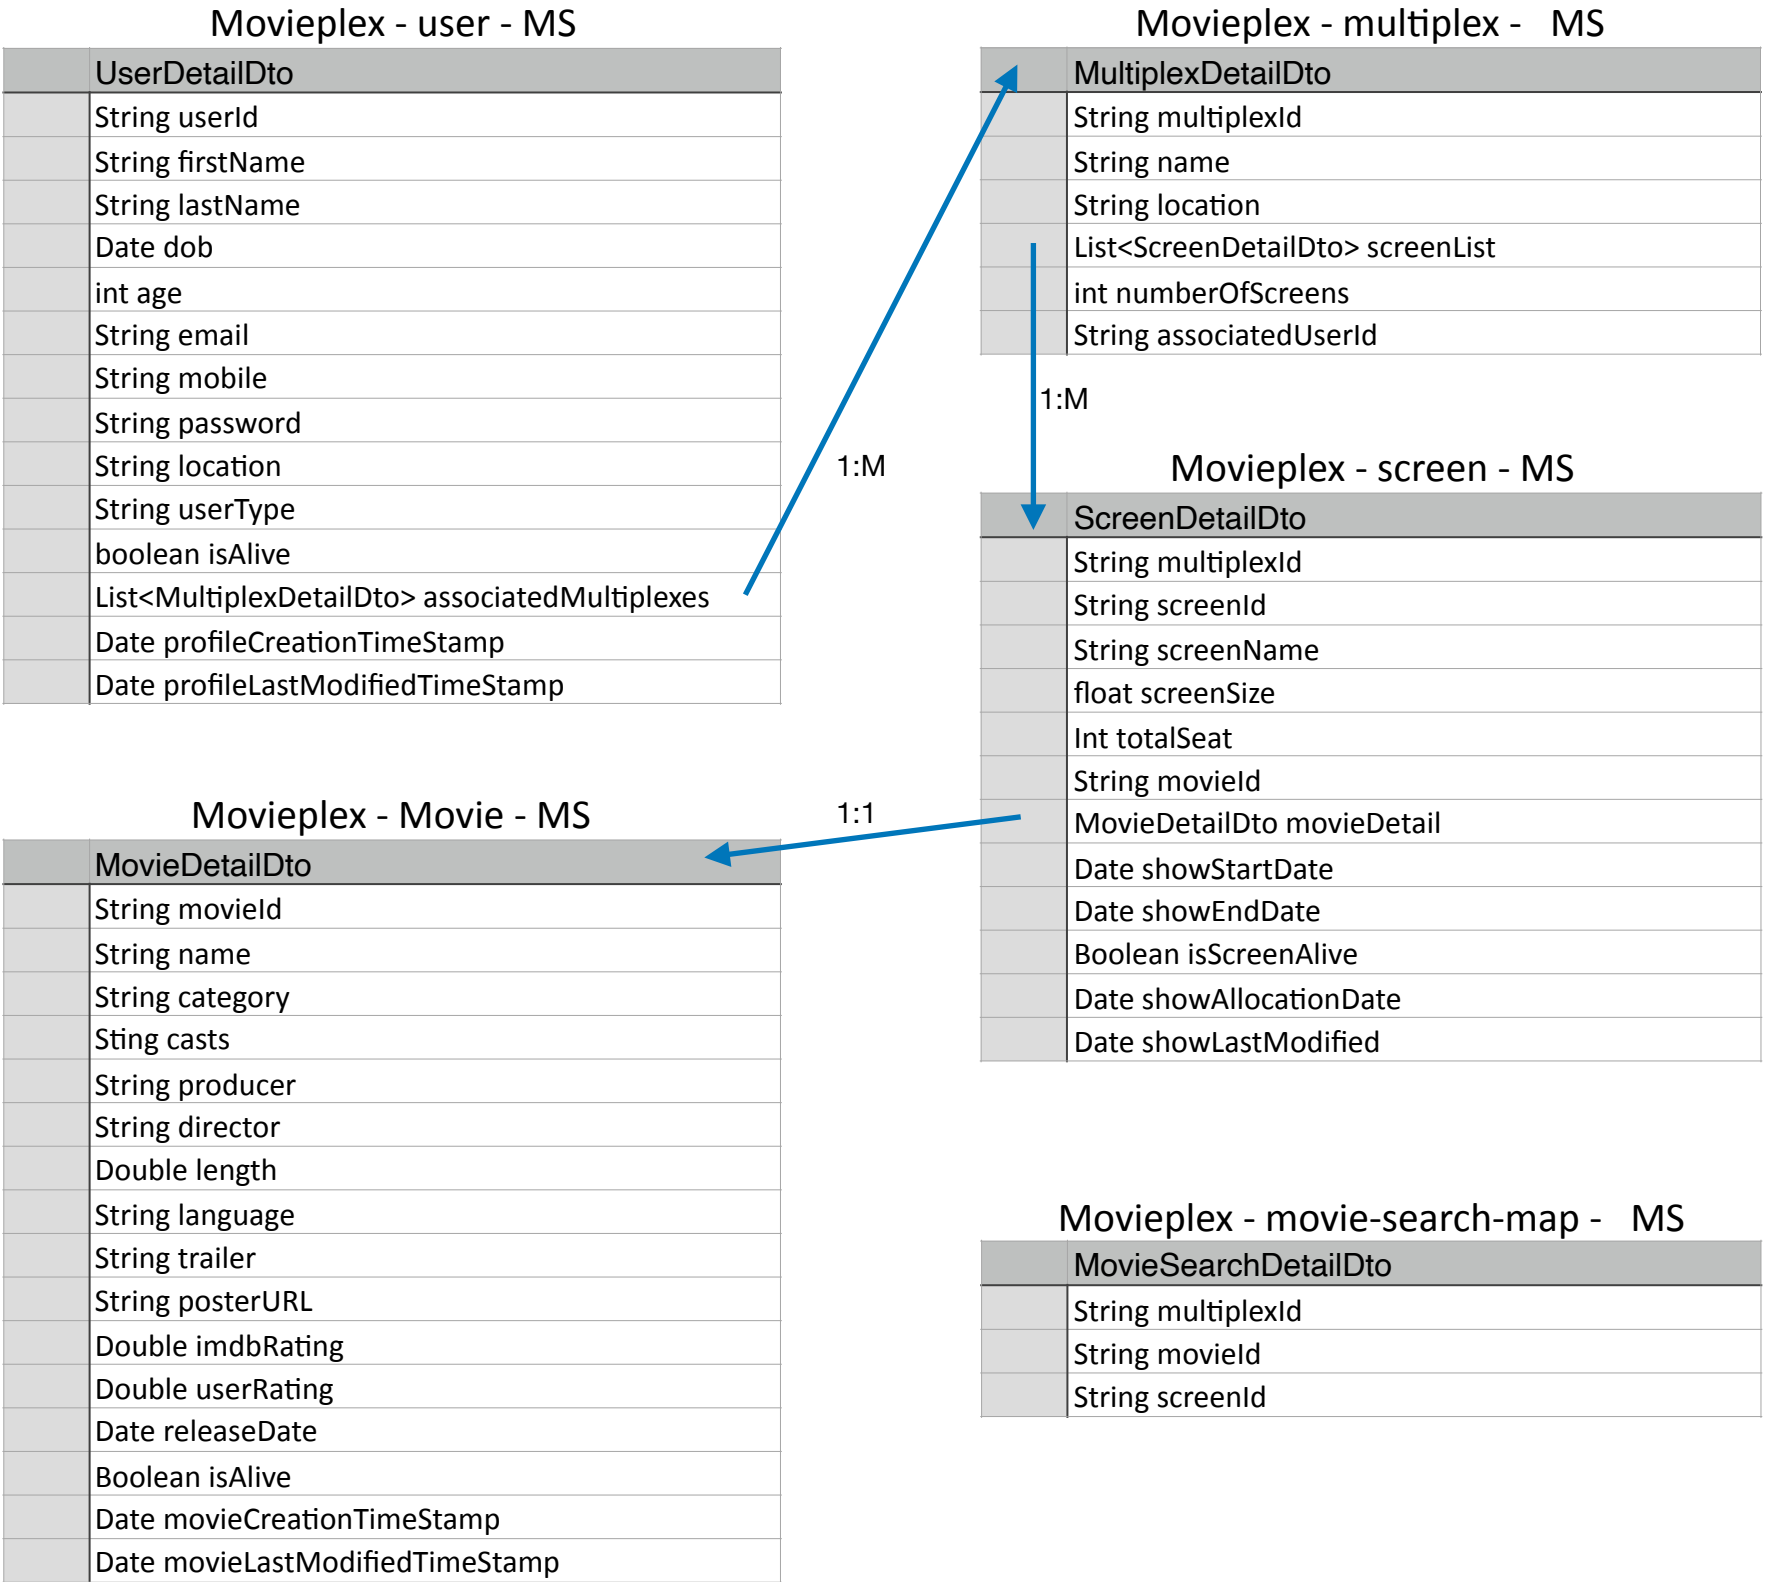 Movieplex - user - MS
UserDetailDto
String userId
String firstName
String lastName
Date dob
int age
String email
String mobile
String password
String location
String userType
boolean isAlive
List<MultiplexDetailDto> associatedMultiplexes
Date profileCreationTimeStamp
Date profileLastModifiedTimeStamp
1:M
Movieplex - multiplex - MS
MultiplexDetailDto
String multiplexId
String name
String location
List<ScreenDetailDto> screenList
int numberOfScreens
String associatedUserId
1:M
Movieplex - screen - MS
ScreenDetailDto
String multiplexId
String screenId
String screenName
float screenSize
Int totalSeat
String movieId
MovieDetailDto movieDetail
Date showStartDate
Date showEndDate
Boolean isScreenAlive
Date showAllocationDate
Date showLastModified
1:1
Movieplex - Movie - MS
MovieDetailDto
String movieId
String name
String category
Sting casts
String producer
String director
Double length
String language
String trailer
String posterURL
Double imdbRating
Double userRating
Date releaseDate
Boolean isAlive
Date movieCreationTimeStamp
Date movieLastModifiedTimeStamp
Movieplex - movie-search-map - MS
MovieSearchDetailDto
String multiplexId
String movieId
String screenId